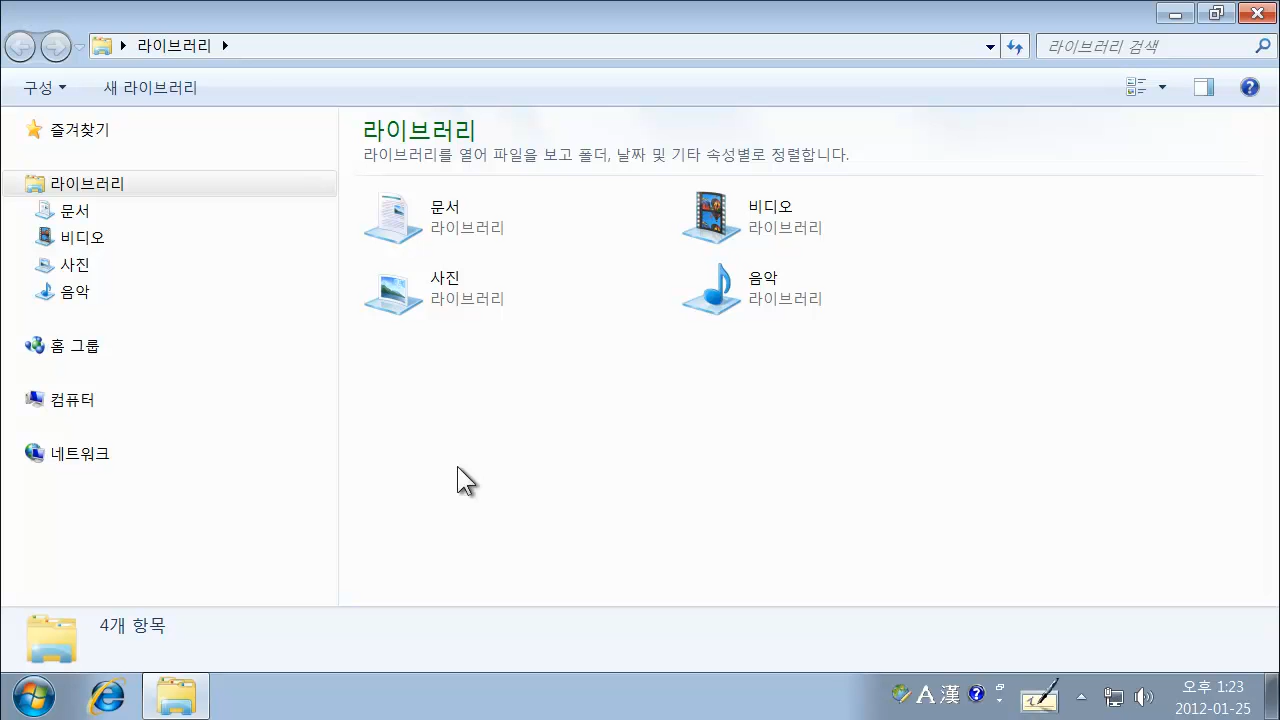 라이브러리
라이브러리 검색
구성
새 라이브러리
즐겨찾기
라이브러리
문서
비디오
사진
음악
홈 그룹
컴퓨터
네트워크
라이브러리
라이브러리를 열어 파일을 보고 폴더, 날짜 및 기타 속성별로 정렬합니다.
문서
라이브러리
비디오
라이브러리
사진
라이브러리
음악
라이브러리
4개 항목
A 漢
오후 1:23
2012-01-25